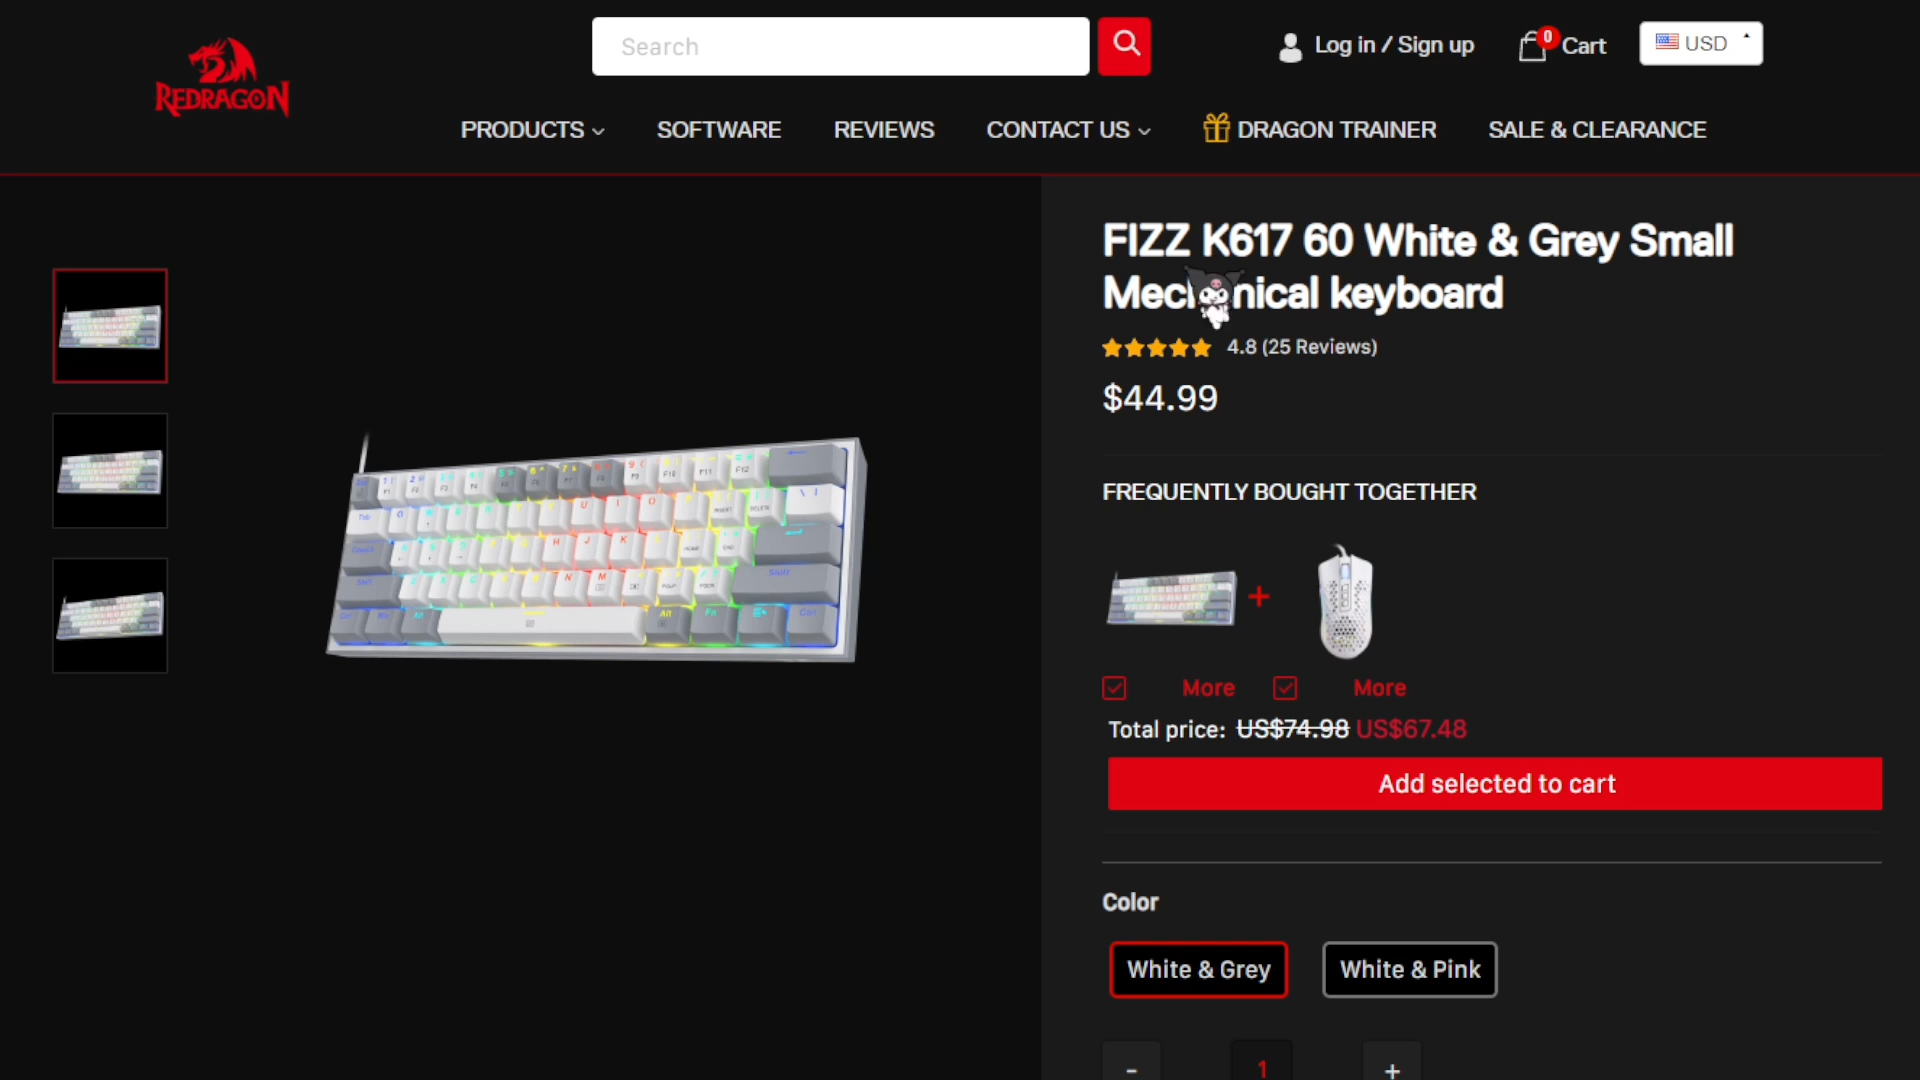 REDRAGON
Search
Log in / Sign up
0
Cart
USD
PRODUCTS
SOFTWARE
REVIEWS
CONTACT US
DRAGON TRAINER
SALE & CLEARANCE
FIZZ K617 60 White & Grey Small
Mechanical keyboard
4.8 (25 Reviews)
$44.99
FREQUENTLY BOUGHT TOGETHER
+
More
More
Total price: US$74.98 US$67.48
Add selected to cart
Color
White & Grey
White & Pink
- 1 +